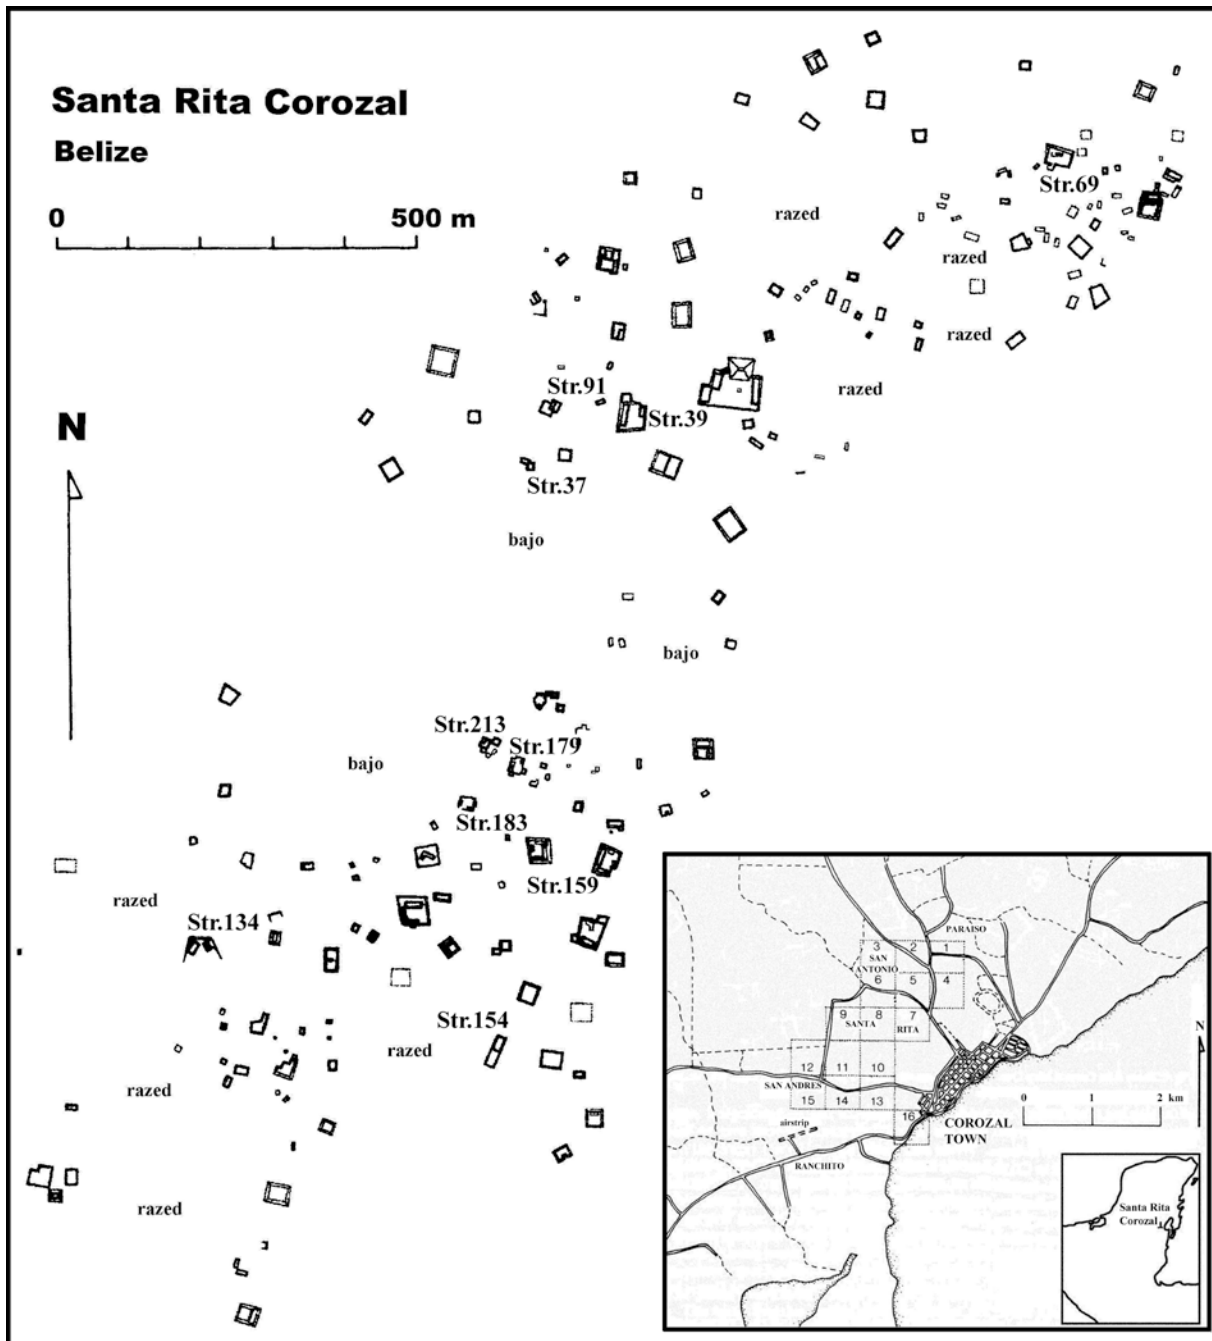 Santa Rita Corozal
Belize
0 500 m
N
Str.69
razed
razed
razed
razed
Str.91
Str.39
Str.37
bajo
bajo
Str.213
Str.179
bajo
Str.183
Str.159
razed
Str.134
Str.154
razed
razed
razed
PARAISO
3 2 1
SAN
ANTONIO
6 5 4
9 8 7
SANTA RITA
12 11 10
SAN ANDRES
15 14 13
16
airstrip
COROZAL
TOWN
RANCHITO
N
0 1 2 km
Santa Rita
Corozal